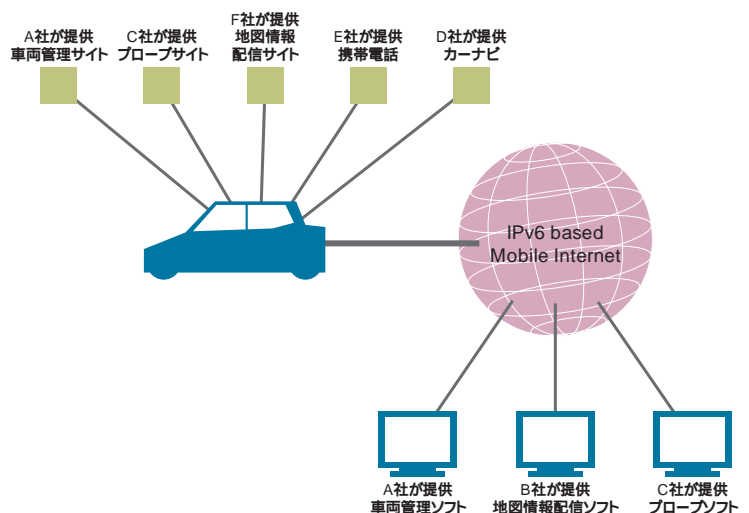 A社が提供
車両管理サイト
C社が提供
プローブサイト
F社が提供
地図情報
配信サイト
E社が提供
携帯電話
D社が提供
カーナビ
IPv6 based
Mobile Internet
A社が提供
車両管理ソフト
B社が提供
地図情報配信ソフト
C社が提供
プローブソフト